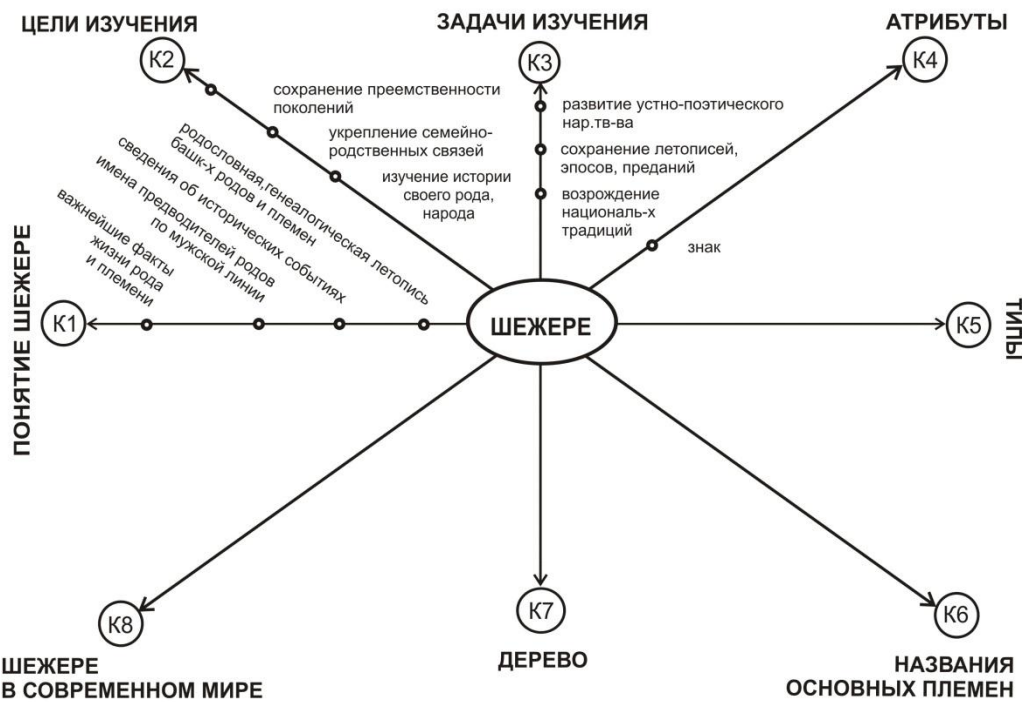 ЦЕЛИ ИЗУЧЕНИЯ
К2
сохранение преемственности
поколений
укрепление семейно-
родственных связей
изучение истории
своего рода,
народа
ЗАДАЧИ ИЗУЧЕНИЯ
К3
развитие устно-поэтического
нар.тв-ва
сохранение летописей,
эпосов, преданий
возрождение
националь-х
традиций
АТРИБУТЫ
К4
знак
родословная,генеалогическая летопись
башк-х родов и племен
сведения об исторических событиях
имена предводителей родов
по мужской линии
важнейшие факты
жизни рода
и племени
ПОНЯТИЕ ШЕЖЕРЕ
К1
ШЕЖЕРЕ
К5
ТИПЫ
К8
ШЕЖЕРЕ
В СОВРЕМЕННОМ МИРЕ
К7
ДЕРЕВО
К6
НАЗВАНИЯ
ОСНОВНЫХ ПЛЕМЕН